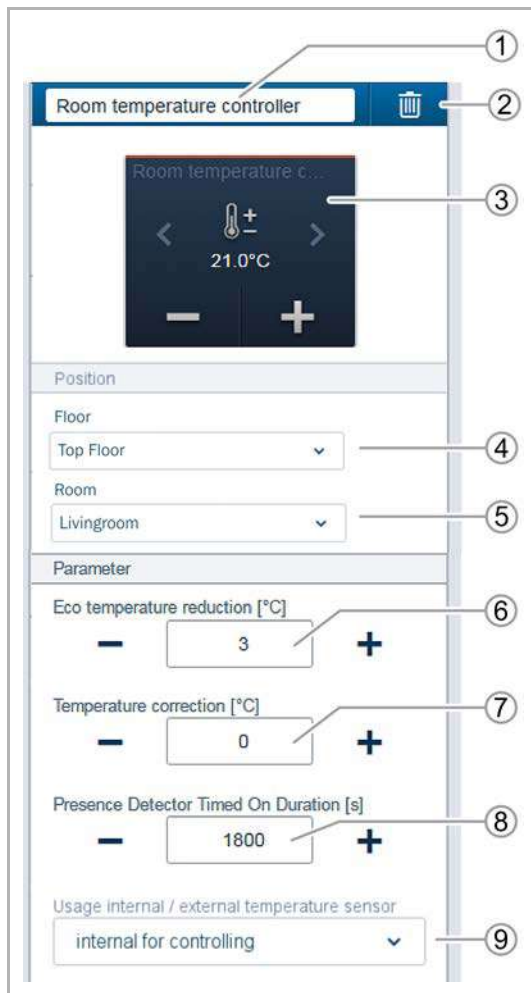 1
Room temperature controller
2
Room temperature c...
3
21.0°C
Position
Floor
Top Floor
4
Room
Livingroom
5
Parameter
Eco temperature reduction [°C]
6
3
Temperature correction [°C]
7
0
Presence Detector Timed On Duration [s]
8
1800
Usage internal / external temperature sensor
internal for controlling
9